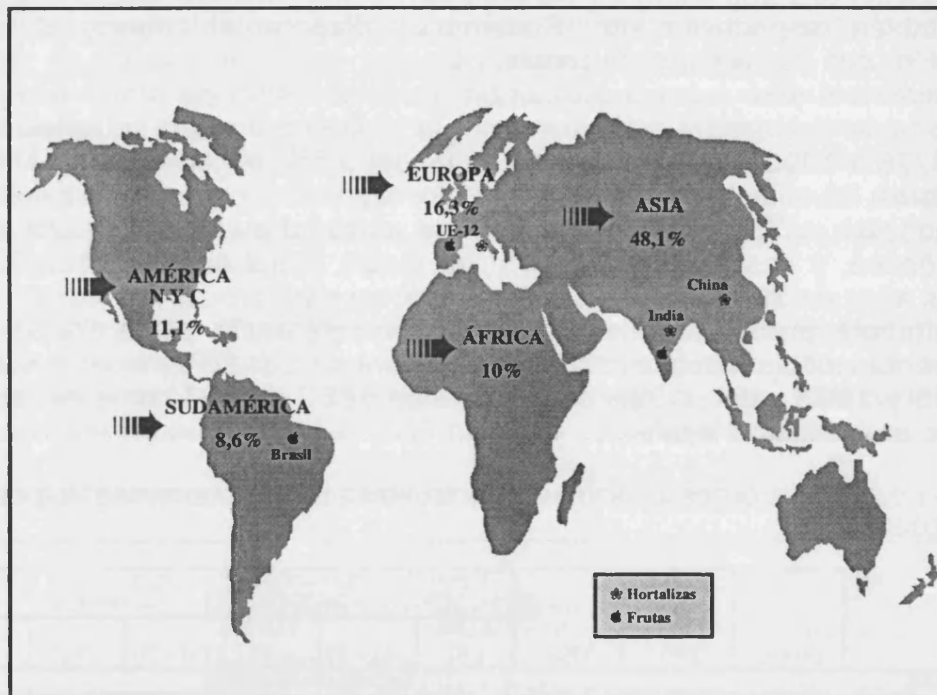 EUROPA
16,3%
UE-12
ASIA
48,1%
China
India
AMÉRICA
N Y C
11,1%
ÁFRICA
10%
SUDAMÉRICA
8,6%
Brasil
Hortalizas
Frutas